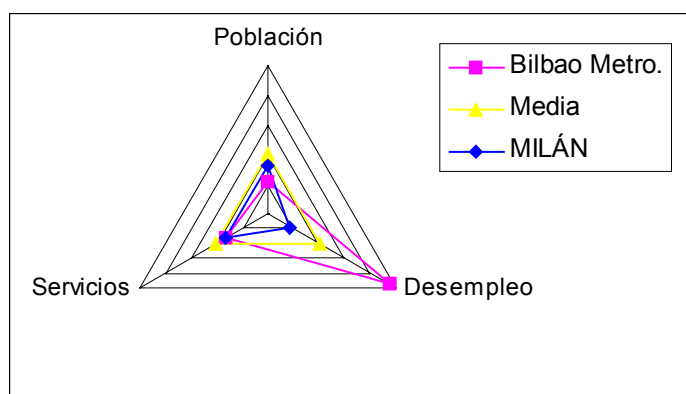 Población
Bilbao Metro.
Media
MILÁN
Servicios
Desempleo